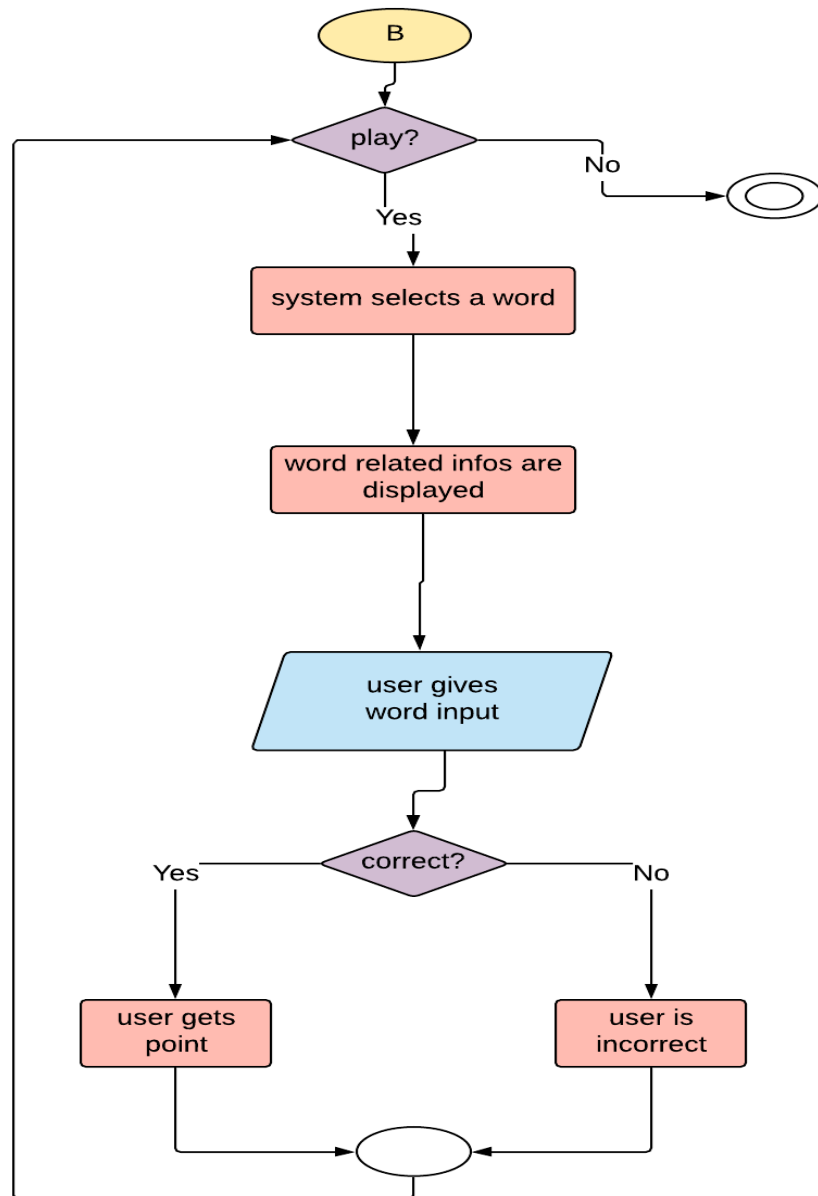 B
play?
No
Yes
system selects a word
word related infos are
displayed
user gives
word input
correct?
Yes
No
user gets
point
user is
incorrect